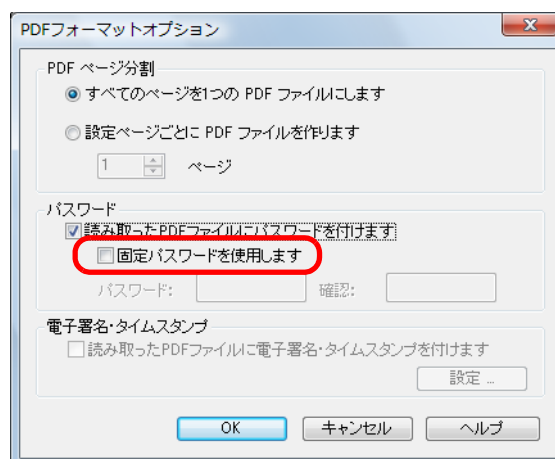 PDFフォーマットオプション
PDF ページ分割
すべてのページを1つの PDF ファイルにします
設定ページごとに PDF ファイルを作ります
1 ページ
パスワード
読み取ったPDFファイルにパスワードを付けます
固定パスワードを使用します
パスワード: 確認:
電子署名・タイムスタンプ
読み取ったPDFファイルに電子署名・タイムスタンプを付けます
設定 ...
OK キャンセル ヘルプ